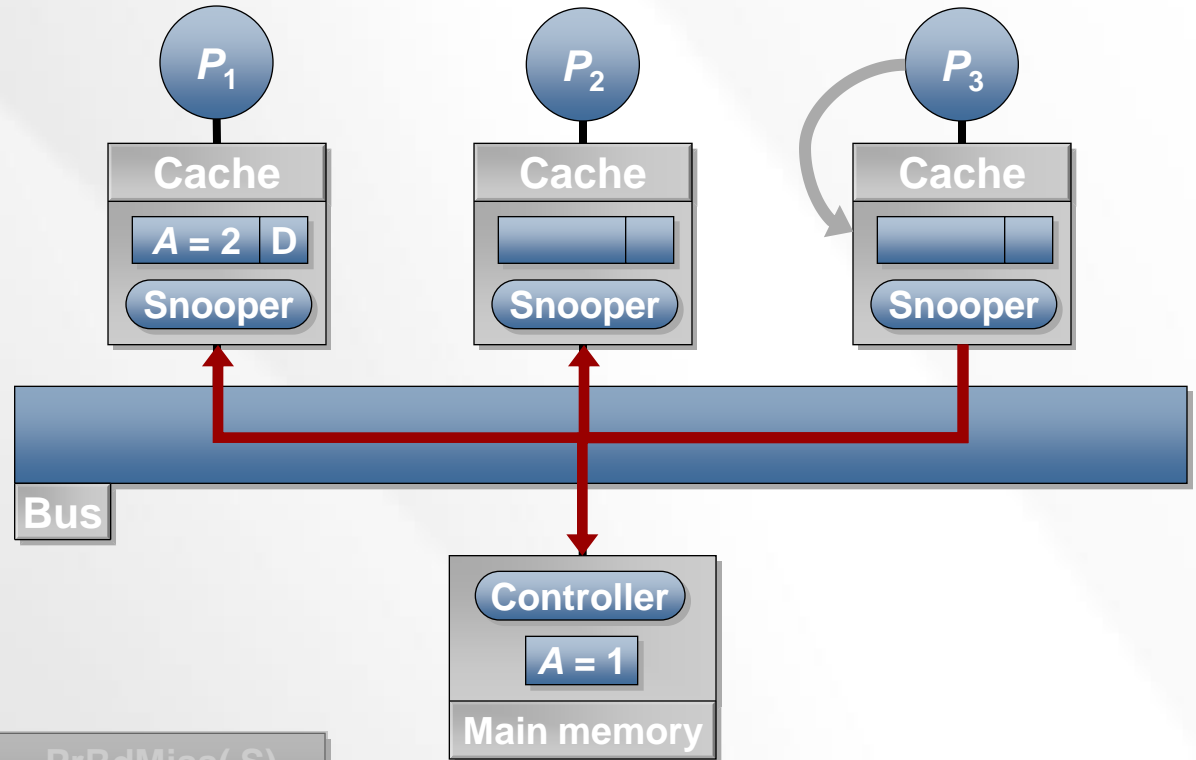 P1
P2
P3
Cache
Cache
Cache
A = 2 D
Snooper
Snooper
Snooper
Bus
Controller
A = 1
Main memory